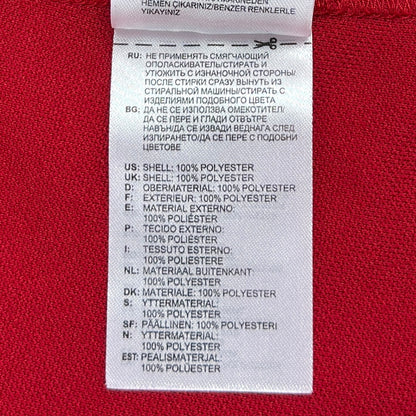 HEMEN ÇIKARINIZ/BENZER RENKLERLE
YIKAYINIZ
RU: НЕ ПРИМЕНЯТЬ СМЯГЧАЮЩИЙ
ОПОЛАСКИВАТЕЛЬ/СТИРАТЬ И
УТЮЖИТЬ С ИЗНАНОЧНОЙ СТОРОНЫ/
ПОСЛЕ СТИРКИ СРАЗУ ВЫНУТЬ ИЗ
СТИРАЛЬНОЙ МАШИНЫ/СТИРАТЬ С
ИЗДЕЛИЯМИ ПОДОБНОГО ЦВЕТА
BG: ДА НЕ СЕ ИЗПОЛЗВА ОМЕКОТИТЕЛ/
ДА СЕ ПЕРЕ И ГЛАДИ ОТВЪТРЕ
НАВЪН/ДА СЕ ИЗВАДИ ВЕДНАГА СЛЕД
ИЗПИРАНЕТО/ДА СЕ ПЕРЕ С ПОДОБНИ
ЦВЕТОВЕ
US: SHELL: 100% POLYESTER
UK: SHELL: 100% POLYESTER
D: OBERMATERIAL: 100% POLYESTER
F: EXTERIEUR: 100% POLYESTER
E: MATERIAL EXTERNO:
100% POLIÉSTER
P: TECIDO EXTERNO:
100% POLIÉSTER
I: TESSUTO ESTERNO:
100% POLIESTERE
NL: MATERIAAL BUITENKANT
100% POLYESTER
DK: MATERIALE: 100% POLYESTER
S: YTTERMATERIAL:
100% POLYESTER
SF: PÄÄLLINEN: 100% POLYESTERI
N: YTTERMATERIAL:
100% POLYESTER
EST: PEALISMATERJAL:
100% POLÜESTER